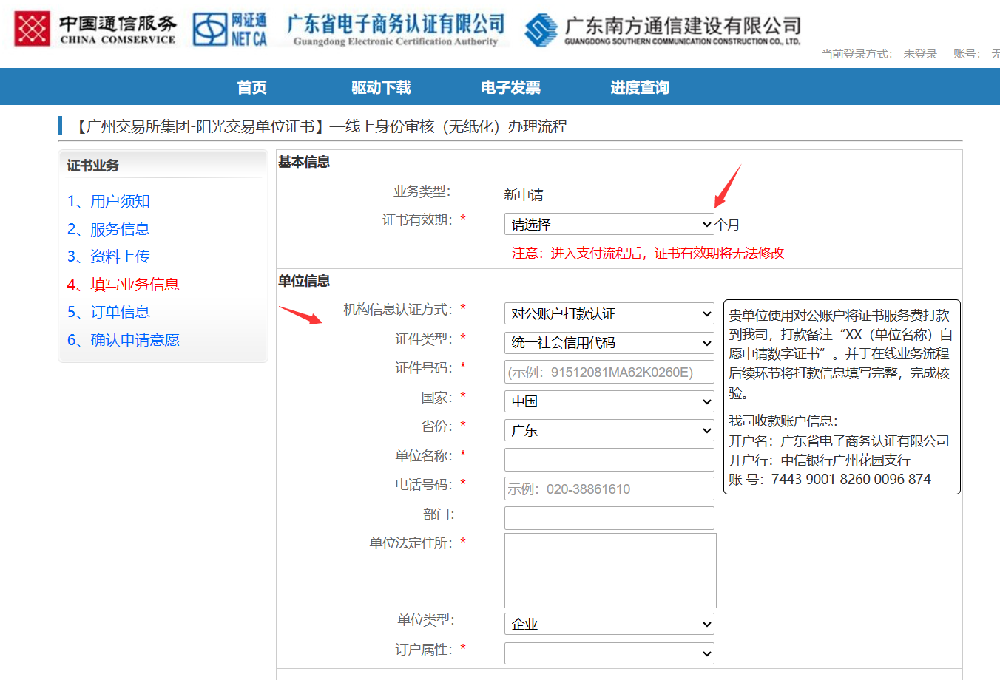 中国通信服务
CHINA COMSERVICE
网证通
NETCA
广东省电子商务认证有限公司
Guangdong Electronic Certification Authority
广东南方通信建设有限公司
GUANGDONG SOUTHERN COMMUNICATION CONSTRUCTION CO., LTD.
当前登录方式： 未登录 账号： 无
首页 驱动下载 电子发票 进度查询
【广州交易所集团-阳光交易单位证书】—线上身份审核（无纸化）办理流程
证书业务
1、用户须知
2、服务信息
3、资料上传
4、填写业务信息
5、订单信息
6、确认申请意愿
基本信息
业务类型： 新申请
证书有效期：* 请选择 个月
注意：进入支付流程后，证书有效期将无法修改
单位信息
机构信息认证方式：* 对公账户打款认证
证件类型：* 统一社会信用代码
证件号码：* (示例：91512081MA62K0260E)
国家：* 中国
省份：* 广东
单位名称：*
电话号码：* 示例：020-38861610
部门：
单位法定住所：*
单位类型： 企业
订户属性：*
贵单位使用对公账户将证书服务费打款
到我司，打款备注“XX（单位名称）自
愿申请数字证书”。并于在线业务流程
后续环节将打款信息填写完整，完成核
验。
我司收款账户信息：
开户名：广东省电子商务认证有限公司
开户行：中信银行广州花园支行
账 号：7443 9001 8260 0096 874